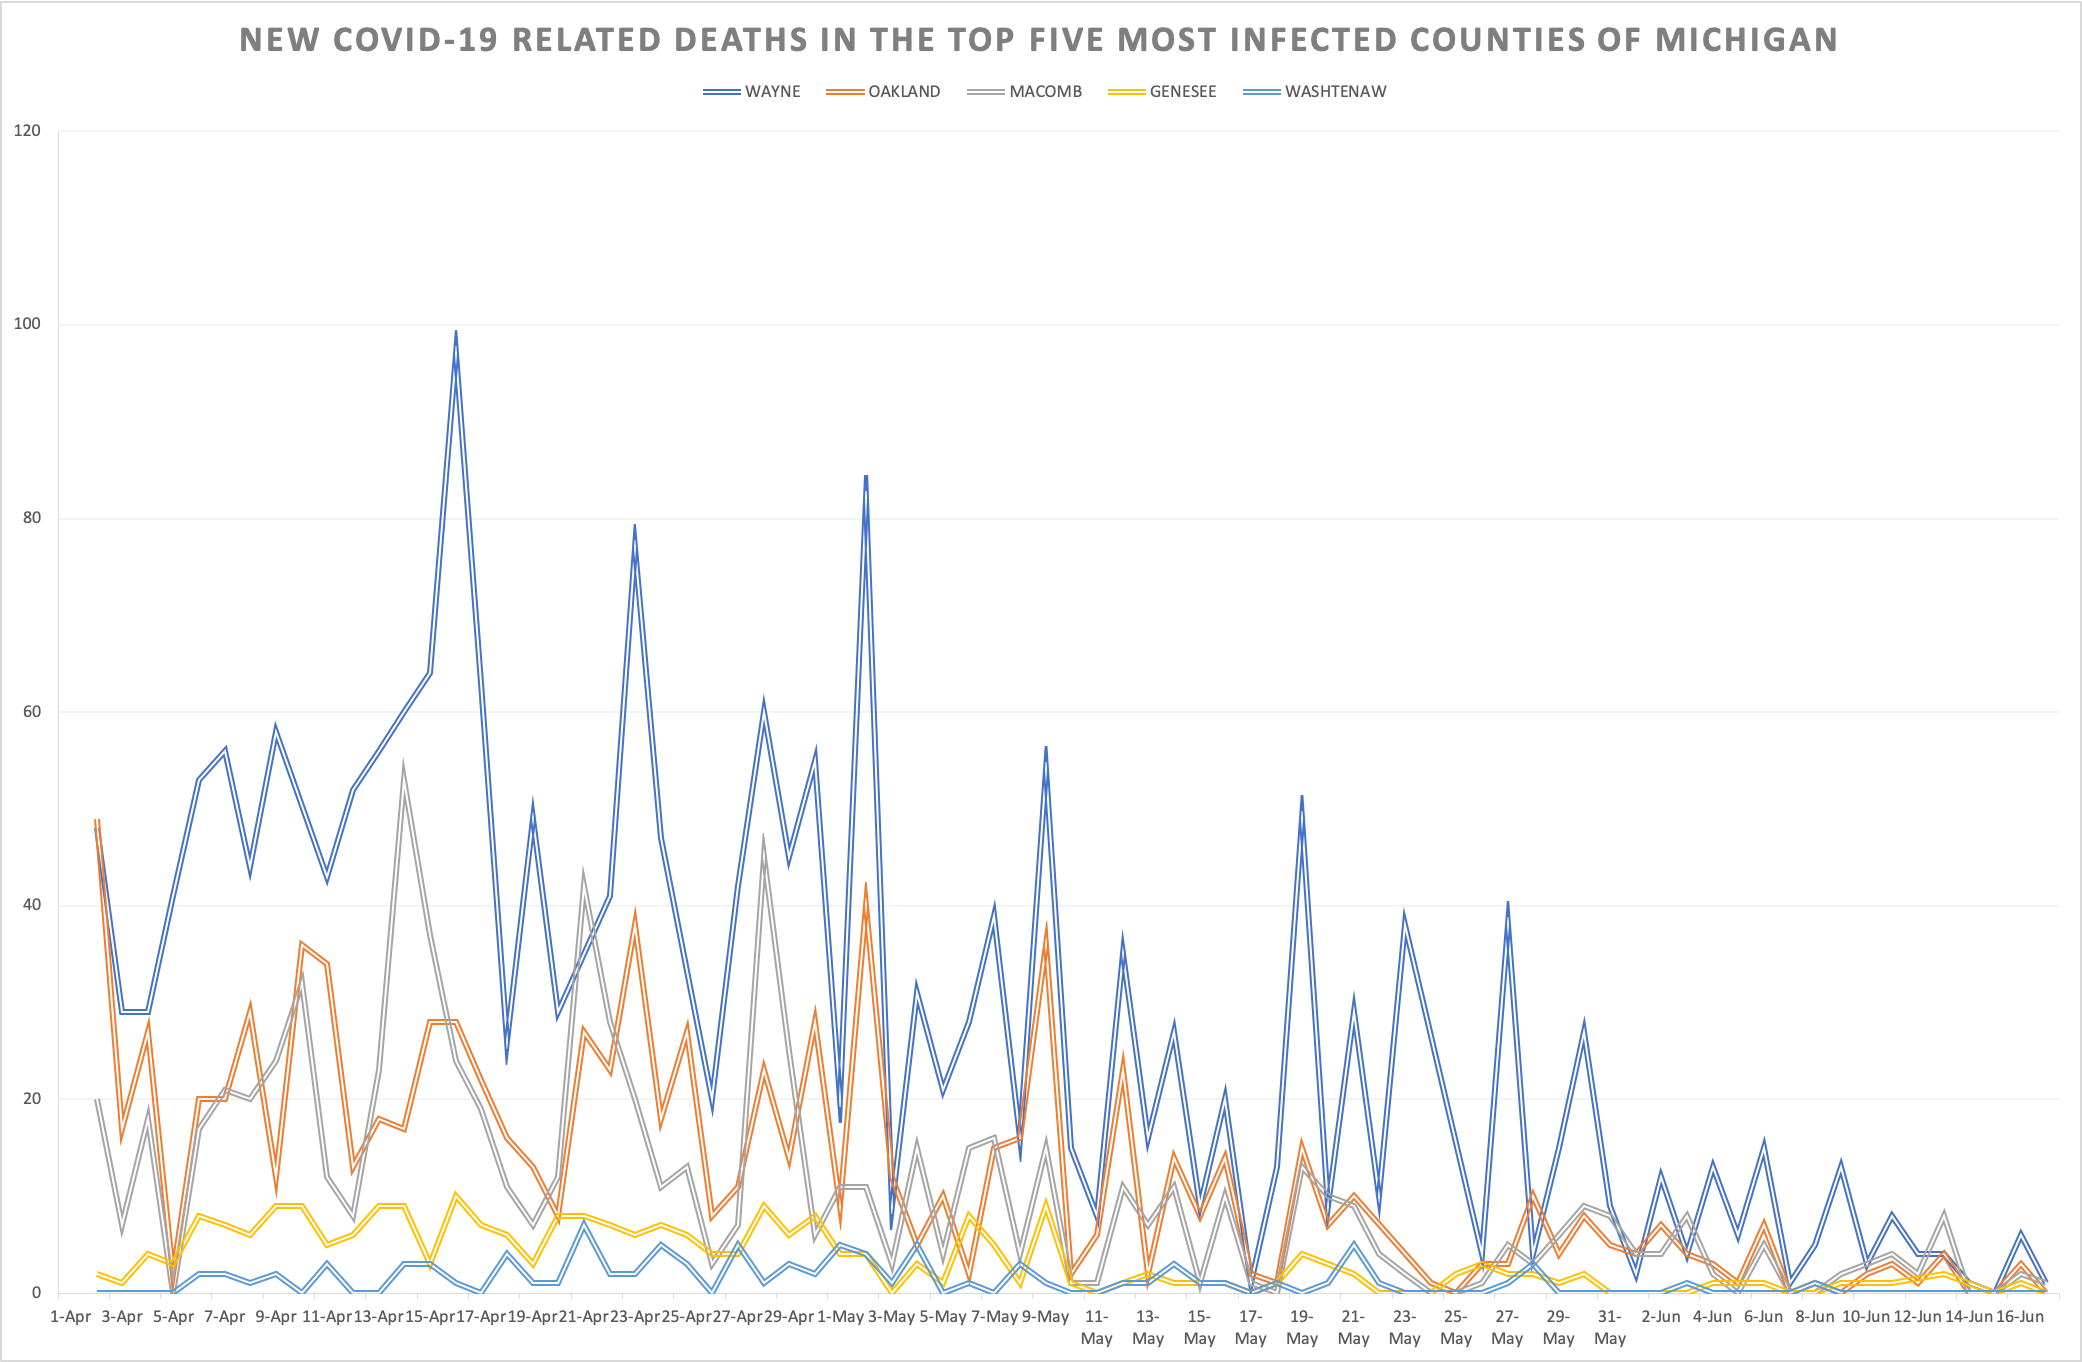 NEW COVID-19 RELATED DEATHS IN THE TOP FIVE MOST INFECTED COUNTIES OF MICHIGAN
WAYNE OAKLAND MACOMB GENESEE WASHTENAW
120
100
80
60
40
20
0
1-Apr 3-Apr 5-Apr 7-Apr 9-Apr 11-Apr 13-Apr 15-Apr 17-Apr 19-Apr 21-Apr 23-Apr 25-Apr 27-Apr 29-Apr 1-May 3-May 5-May 7-May 9-May 11- 13- 15- 17- 19- 21- 23- 25- 27- 29- 31- 2-Jun 4-Jun 6-Jun 8-Jun 10-Jun 12-Jun 14-Jun 16-Jun
May May May May May May May May May May May